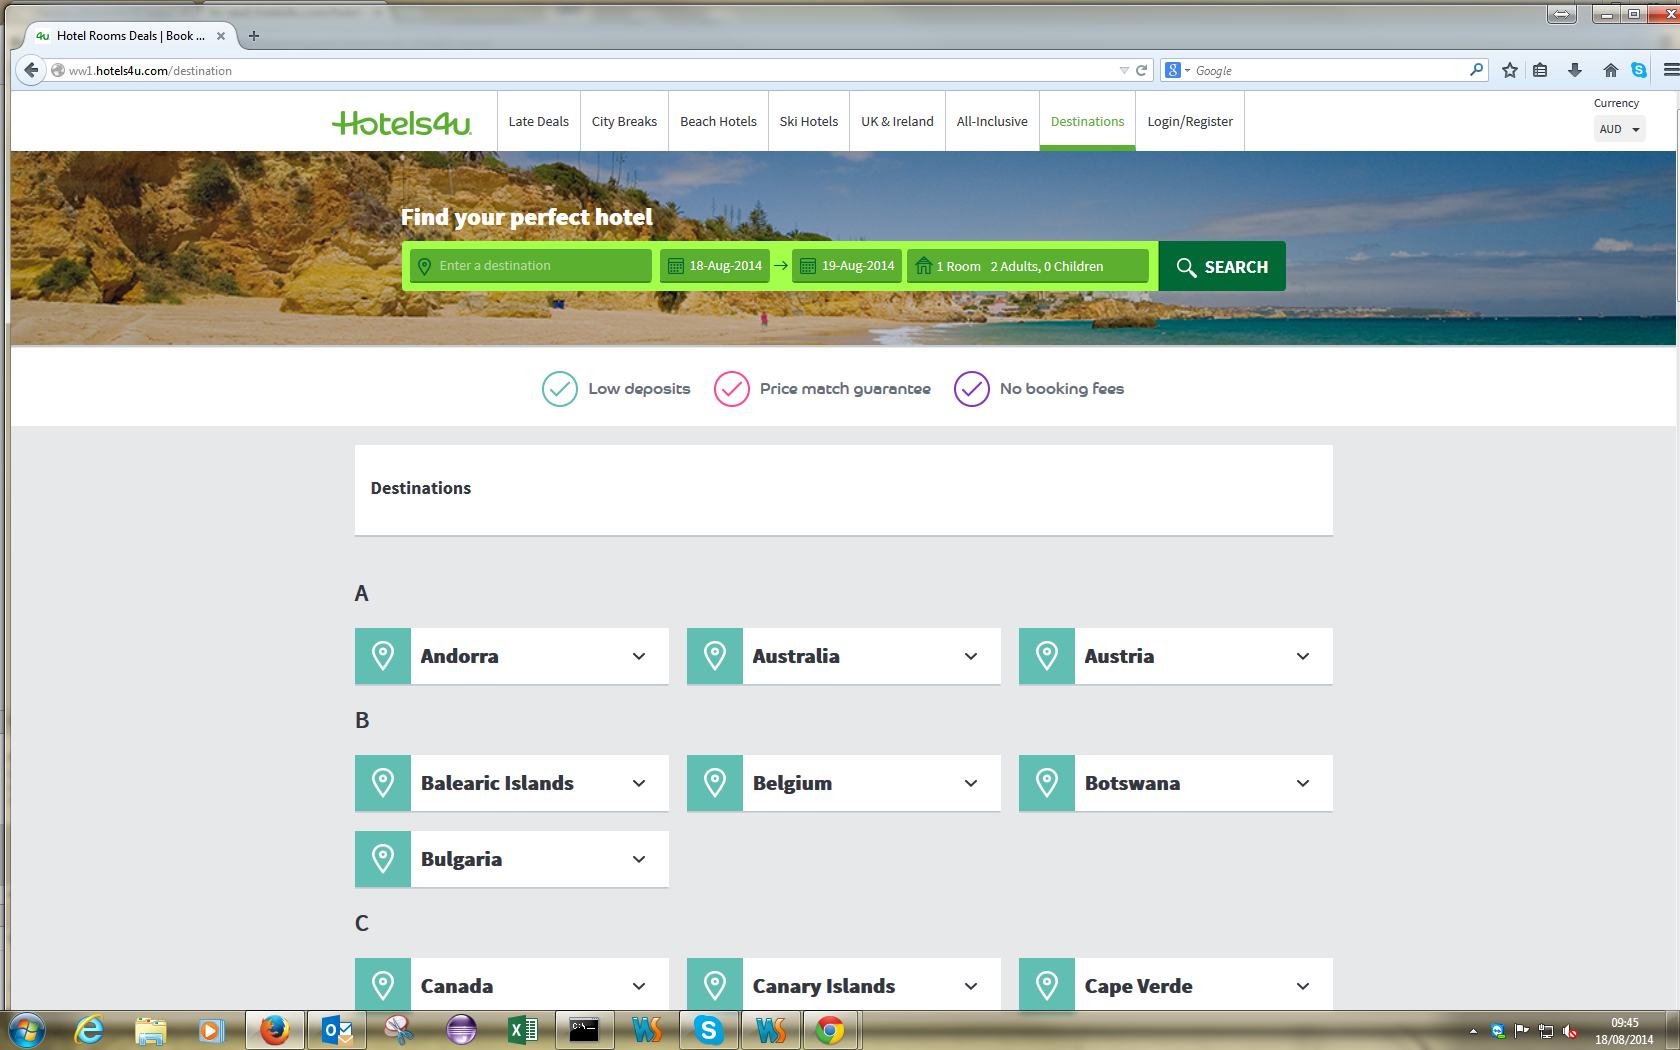 4u Hotel Rooms Deals | Book ...
ww1.hotels4u.com/destination
8 Google
Currency
Hotels4u.
Late Deals
City Breaks
Beach Hotels
Ski Hotels
UK & Ireland
All-Inclusive
Destinations
Login/Register
AUD
Find your perfect hotel
Enter a destination
18-Aug-2014
19-Aug-2014
1 Room 2 Adults, 0 Children
SEARCH
Low deposits
Price match guarantee
No booking fees
Destinations
A
Andorra
Australia
Austria
B
Balearic Islands
Belgium
Botswana
Bulgaria
C
Canada
Canary Islands
Cape Verde
C:\_
09:45
18/08/2014